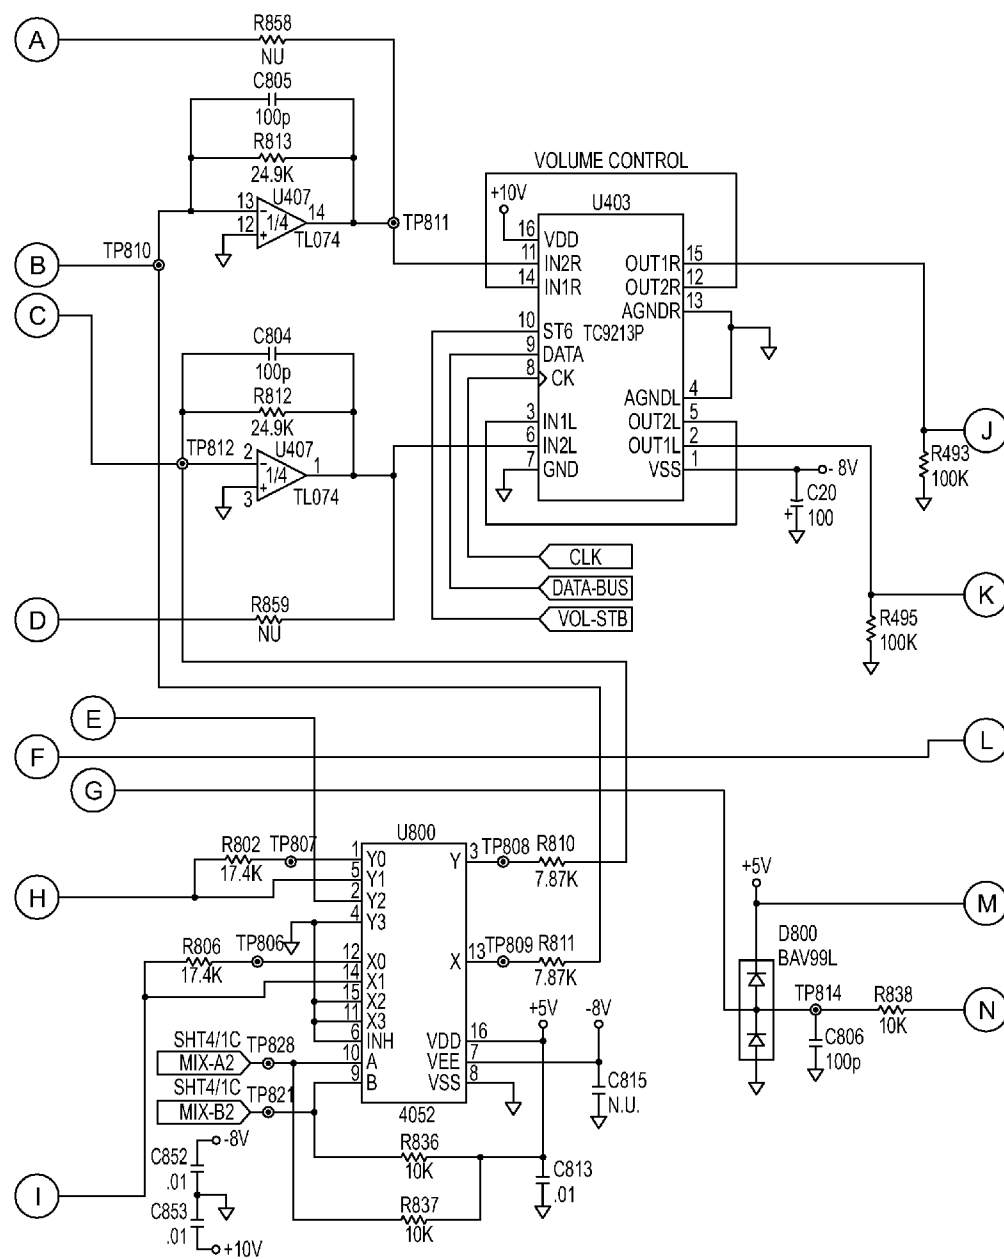 A
R858
NU
C805
100p
R813
24.9K
U407
13
12
1/4
14
TL074
TP811
B
TP810
C
VOLUME CONTROL
+10V
U403
16 VDD
11 IN2R
14 IN1R
10 ST6
9 DATA
8 CK
3 IN1L
6 IN2L
7 GND
TC9213P
OUT1R 15
OUT2R 12
AGNDR 13
AGNDL 4
OUT2L 5
OUT1L 2
VSS 1
- 8V
C20
100
+
J
R493
100K
C804
100p
R812
24.9K
TP812
U407
2
3
1/4
1
TL074
CLK
DATA-BUS
VOL-STB
D
R859
NU
K
R495
100K
E
F
L
G
U800
H
R802
17.4K
TP807
1 Y0
5 Y1
2 Y2
4 Y3
12 X0
14 X1
15 X2
11 X3
6 INH
10 A
9 B
Y 3
X 13
VDD 16
VEE 7
VSS 8
4052
TP808
R810
7.87K
TP809
R811
7.87K
R806
17.4K
TP806
+5V
-8V
C815
N.U.
SHT4/1C
MIX-A2
TP828
SHT4/1C
MIX-B2
TP821
R836
10K
R837
10K
C813
.01
-8V
C852
.01
C853
.01
+10V
I
+5V
M
D800
BAV99L
TP814
R838
10K
N
C806
100p